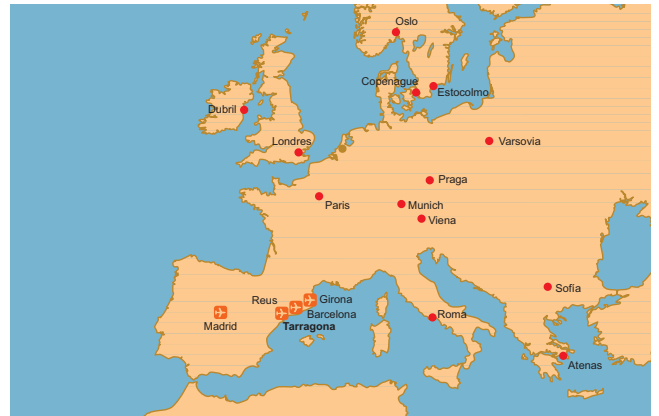 Oslo
Copenague
Estocolmo
Dubril
Londres
Varsovia
Praga
Paris
Munich
Viena
Sofía
Reus
Girona
Barcelona
Madrid
Tarragona
Roma
Atenas